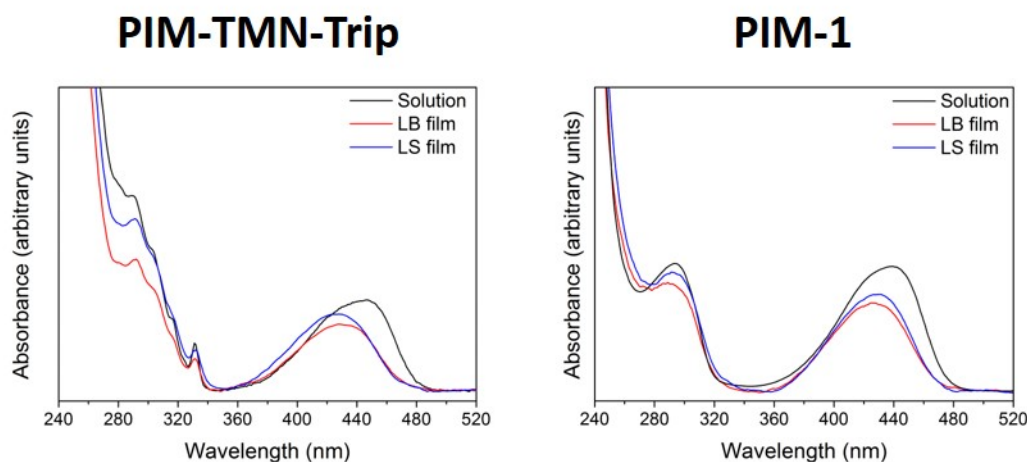 PIM-TMN-Trip
Solution
LB film
LS film
Absorbance (arbitrary units)
240 280 320 360 400 440 480 520
Wavelength (nm)
PIM-1
Solution
LB film
LS film
Absorbance (arbitrary units)
240 280 320 360 400 440 480 520
Wavelength (nm)